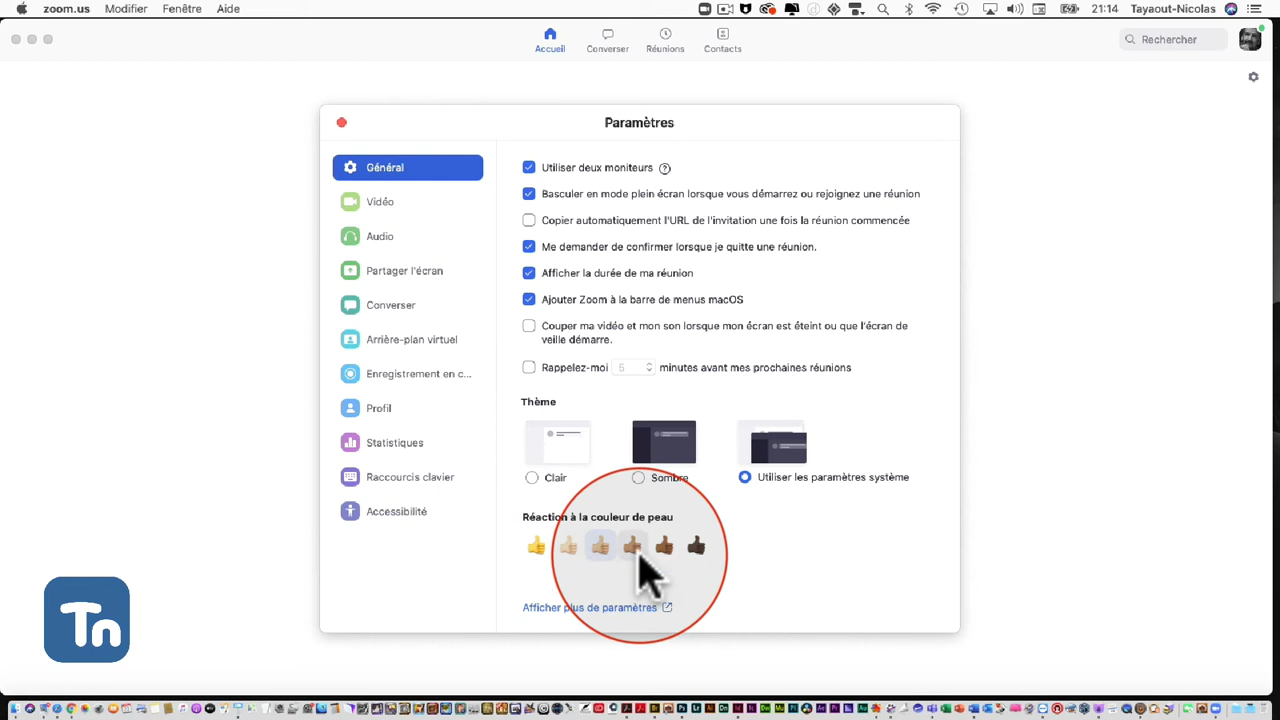 zoom.us Modifier Fenêtre Aide 21:14 Tayaout-Nicolas
Accueil Converser Réunions Contacts Rechercher
Paramètres
Général
Vidéo
Audio
Partager l'écran
Converser
Arrière-plan virtuel
Enregistrement en c...
Profil
Statistiques
Raccourcis clavier
Accessibilité
Utiliser deux moniteurs ?
Basculer en mode plein écran lorsque vous démarrez ou rejoignez une réunion
Copier automatiquement l'URL de l'invitation une fois la réunion commencée
Me demander de confirmer lorsque je quitte une réunion.
Afficher la durée de ma réunion
Ajouter Zoom à la barre de menus macOS
Couper ma vidéo et mon son lorsque mon écran est éteint ou que l'écran de
veille démarre.
Rappelez-moi 5 minutes avant mes prochaines réunions
Thème
Clair Sombre Utiliser les paramètres système
Réaction à la couleur de peau
Afficher plus de paramètres
Tn